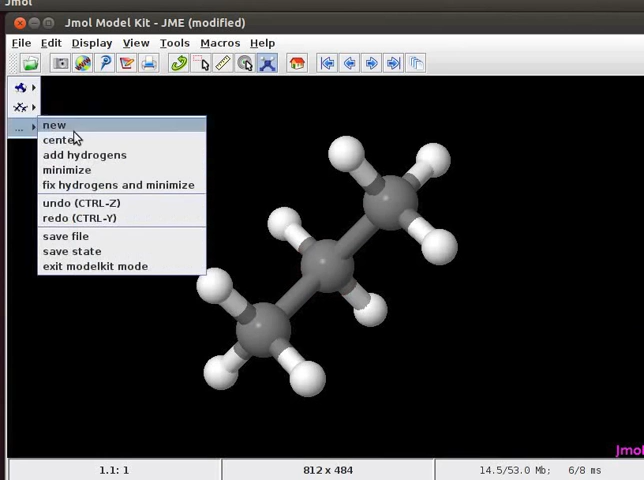 Jmol
Jmol Model Kit - JME (modified)
File Edit Display View Tools Macros Help
...
new
center
add hydrogens
minimize
fix hydrogens and minimize
undo (CTRL-Z)
redo (CTRL-Y)
save file
save state
exit modelkit mode
Jmol
1.1: 1 812 x 484 14.5/53.0 Mb; 6/8 ms